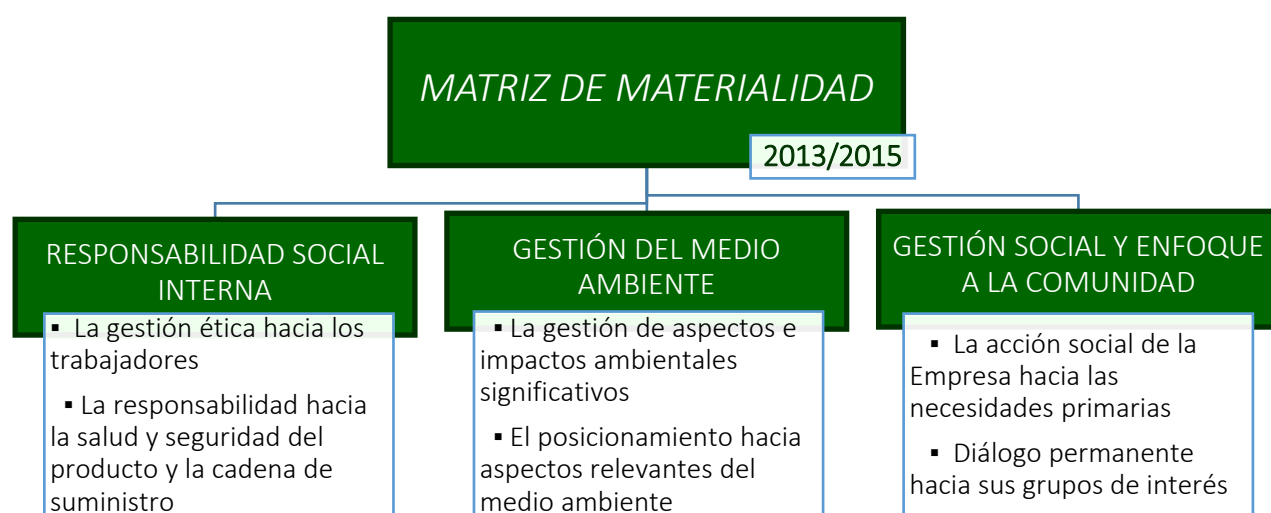 MATRIZ DE MATERIALIDAD
2013/2015
RESPONSABILIDAD SOCIAL
INTERNA
▪ La gestión ética hacia los
trabajadores
▪ La responsabilidad hacia
la salud y seguridad del
producto y la cadena de
suministro
GESTIÓN DEL MEDIO
AMBIENTE
▪ La gestión de aspectos e
impactos ambientales
significativos
▪ El posicionamiento hacia
aspectos relevantes del
medio ambiente
GESTIÓN SOCIAL Y ENFOQUE
A LA COMUNIDAD
▪ La acción social de la
Empresa hacia las
necesidades primarias
▪ Diálogo permanente
hacia sus grupos de interés